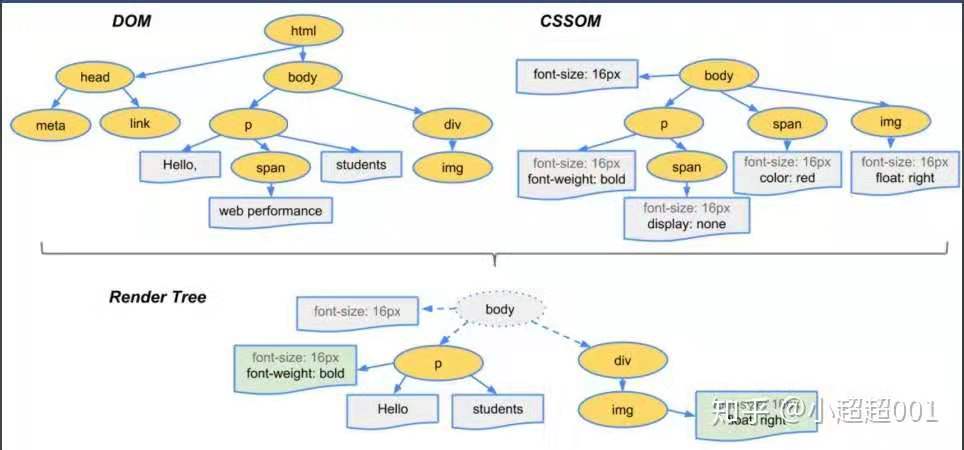 DOM
CSSOM
html
head
body
meta
link
p
div
Hello,
span
students
img
web performance
font-size: 16px
body
p
span
img
font-size: 16px
font-weight: bold
span
font-size: 16px
color: red
font-size: 16px
float: right
font-size: 16px
display: none
Render Tree
font-size: 16px
body
font-size: 16px
font-weight: bold
p
div
Hello
students
img
font-size: 16px
float: right
知乎 @小超超001